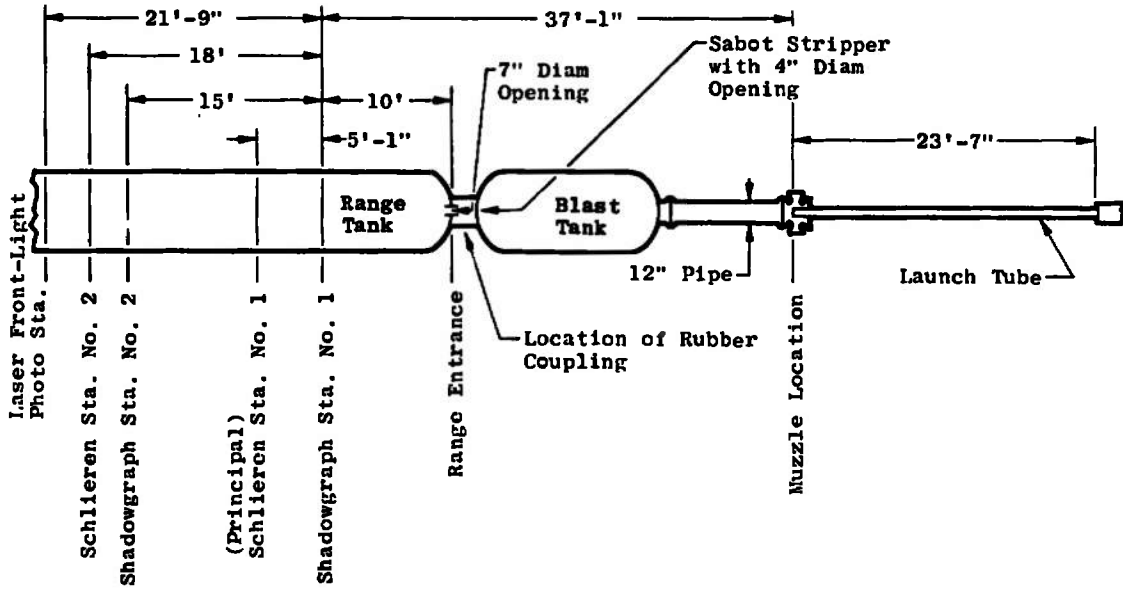 21'-9"
37'-1"
18'
15'
10'
5'-1"
7" Diam
Opening
Sabot Stripper
with 4" Diam
Opening
23'-7"
Range
Tank
Blast
Tank
12" Pipe
Launch Tube
Location of Rubber
Coupling
Laser Front-Light
Photo Sta.
Schlieren Sta. No. 2
Shadowgraph Sta. No. 2
(Principal)
Schlieren Sta. No. 1
Shadowgraph Sta. No. 1
Range Entrance
Muzzle Location